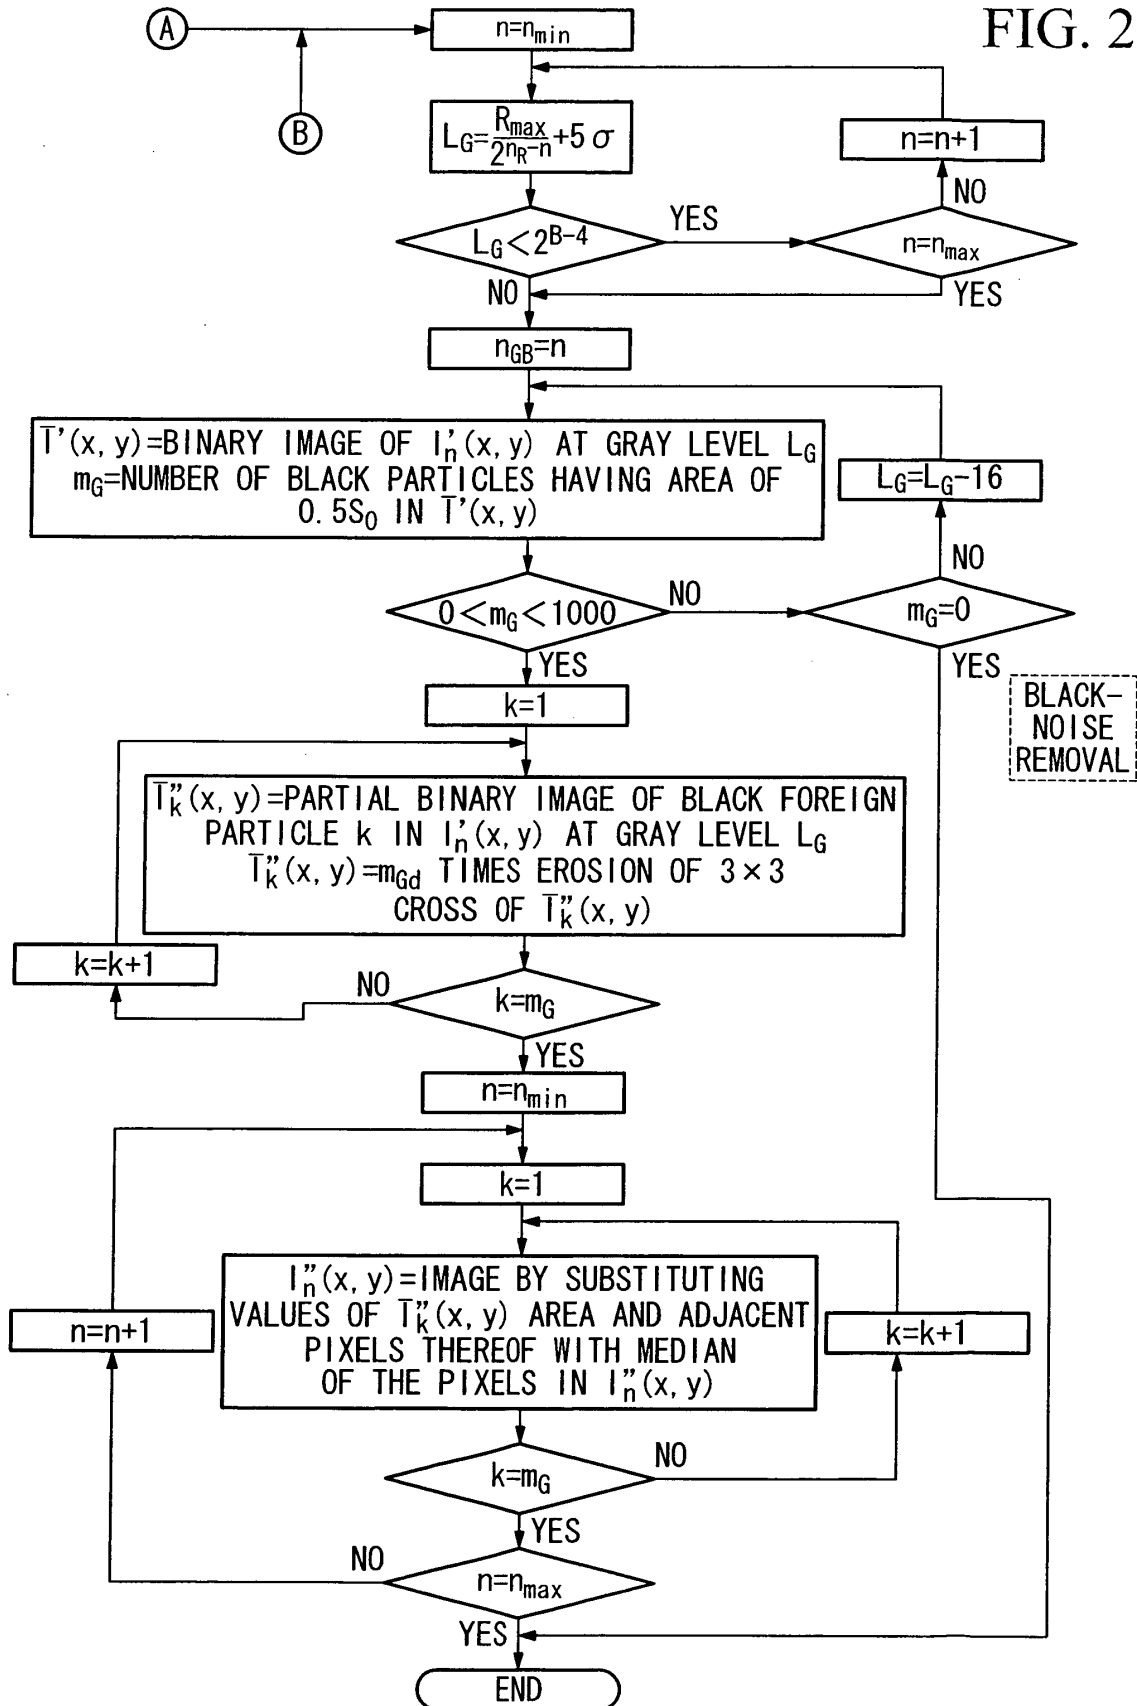 FIG. 2
A
n=n_min
B
L_G=R_max/2^(n_R-n)+5σ
n=n+1
NO
L_G<2^(B-4)
YES
n=n_max
NO
YES
n_GB=n
Ī'(x, y)=BINARY IMAGE OF I'_n(x, y) AT GRAY LEVEL L_G
m_G=NUMBER OF BLACK PARTICLES HAVING AREA OF
0.5S_0 IN Ī'(x, y)
L_G=L_G-16
NO
0<m_G<1000
NO
m_G=0
YES
YES
k=1
BLACK-
NOISE
REMOVAL
Ī"_k(x, y)=PARTIAL BINARY IMAGE OF BLACK FOREIGN
PARTICLE k IN I'_n(x, y) AT GRAY LEVEL L_G
Ī"_k(x, y)=m_Gd TIMES EROSION OF 3×3
CROSS OF Ī"_k(x, y)
k=k+1
NO
k=m_G
YES
n=n_min
k=1
I"_n(x, y)=IMAGE BY SUBSTITUTING
VALUES OF Ī"_k(x, y) AREA AND ADJACENT
PIXELS THEREOF WITH MEDIAN
OF THE PIXELS IN I"_n(x, y)
n=n+1
k=k+1
k=m_G
NO
YES
NO
n=n_max
YES
END